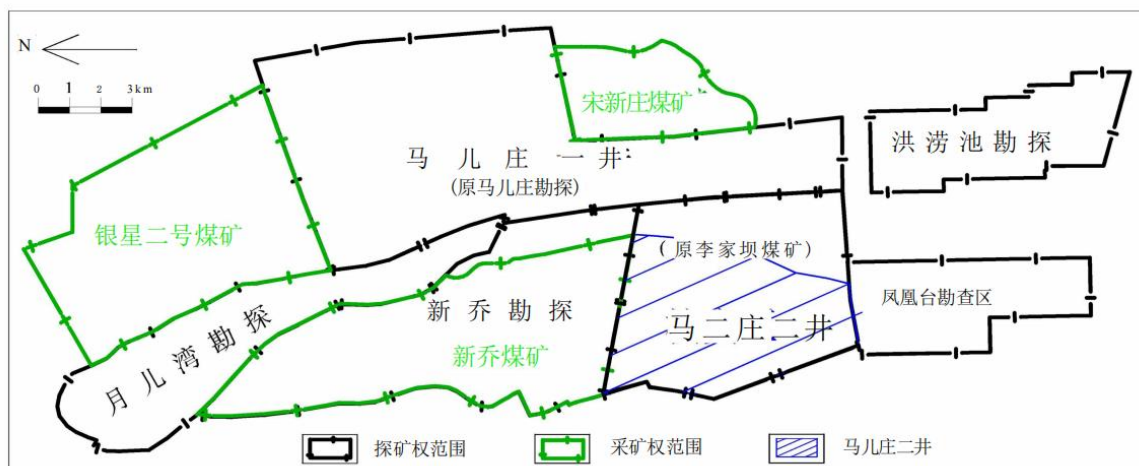 N
0 1 2 3km
宋新庄煤矿
洪涝池勘探
马儿庄一井
(原马儿庄勘探)
银星二号煤矿
(原李家坝煤矿)
凤凰台勘查区
新乔勘探
马二庄二井
月儿湾勘探
新乔煤矿
探矿权范围
采矿权范围
马儿庄二井